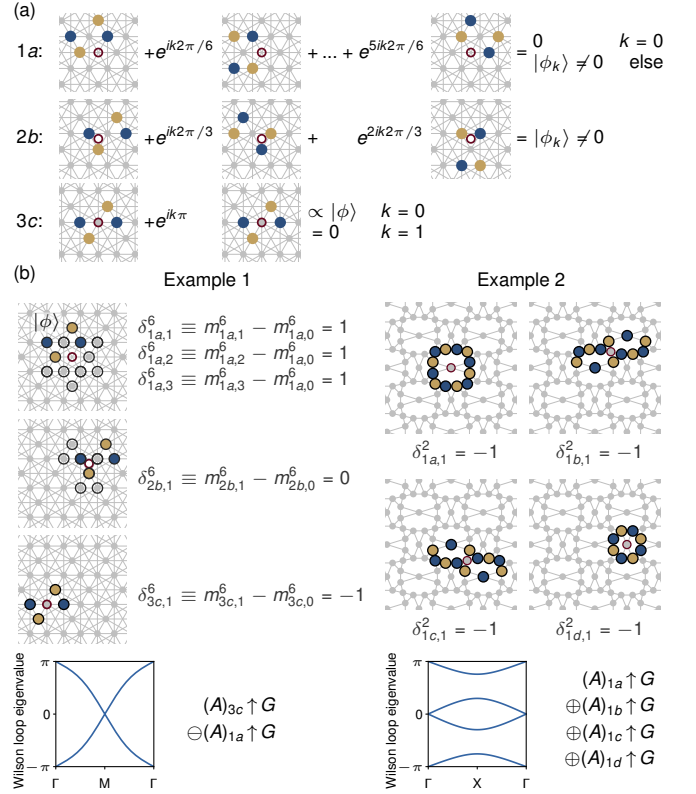 (a)
1a: +e^{ik2π/6} + ... + e^{5ik2π/6} = 0 k = 0
|ϕ_k⟩ ≠0 else
2b: +e^{ik2π/3} + e^{2ik2π/3} = |ϕ_k⟩ ≠0
3c: +e^{ikπ} ∝ |ϕ⟩ k = 0
= 0 k = 1
(b)
Example 1
Example 2
|ϕ⟩
δ^6_{1a,1} ≡ m^6_{1a,1} − m^6_{1a,0} = 1
δ^6_{1a,2} ≡ m^6_{1a,2} − m^6_{1a,0} = 1
δ^6_{1a,3} ≡ m^6_{1a,3} − m^6_{1a,0} = 1
δ^6_{2b,1} ≡ m^6_{2b,1} − m^6_{2b,0} = 0
δ^6_{3c,1} ≡ m^6_{3c,1} − m^6_{3c,0} = −1
δ^2_{1a,1} = −1
δ^2_{1b,1} = −1
δ^2_{1c,1} = −1
δ^2_{1d,1} = −1
Wilson loop eigenvalue
π
0
−π
Γ M Γ
(A)_{3c} ↑ G
⊖(A)_{1a} ↑ G
Wilson loop eigenvalue
π
0
−π
Γ X Γ
(A)_{1a} ↑ G
⊕(A)_{1b} ↑ G
⊕(A)_{1c} ↑ G
⊕(A)_{1d} ↑ G